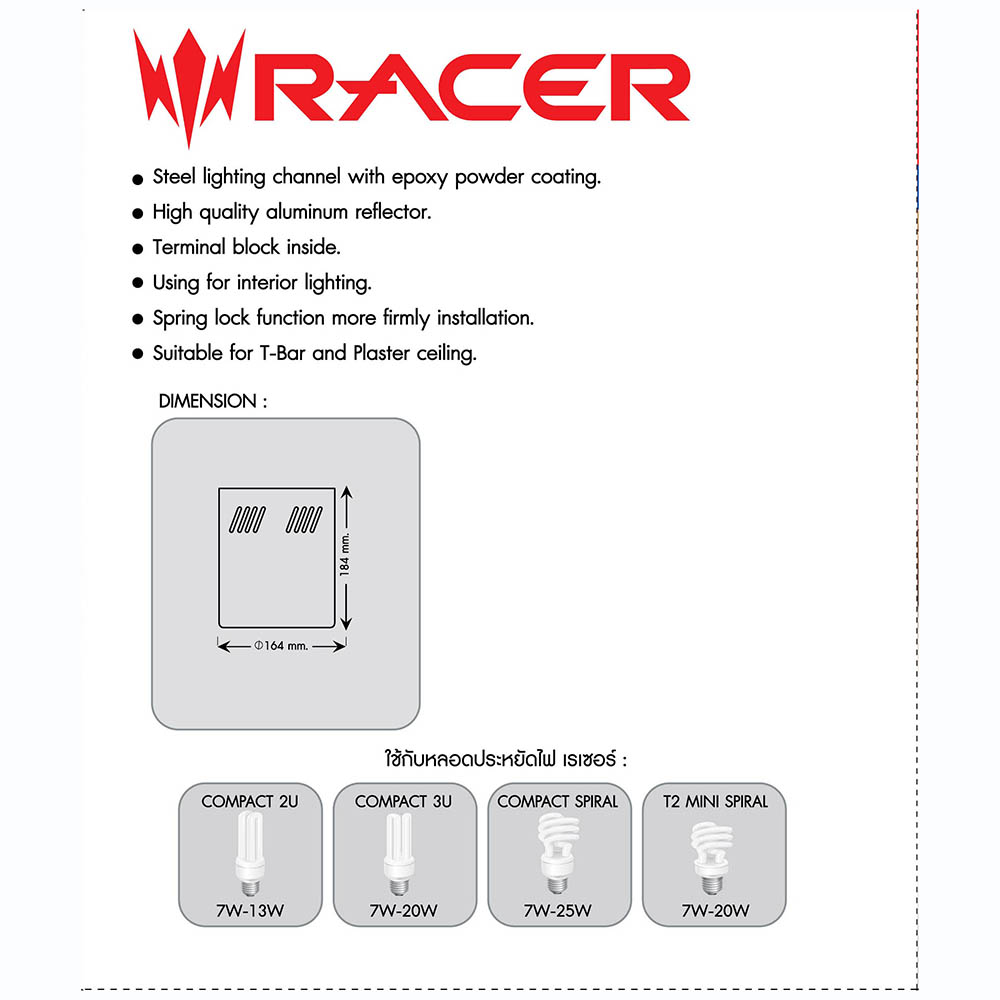 RACER
● Steel lighting channel with epoxy powder coating.
● High quality aluminum reflector.
● Terminal block inside.
● Using for interior lighting.
● Spring lock function more firmly installation.
● Suitable for T-Bar and Plaster ceiling.
DIMENSION :
184 mm.
Φ164 mm.
ใช้กับหลอดประหยัดไฟ เรเซอร์ :
COMPACT 2U
7W-13W
COMPACT 3U
7W-20W
COMPACT SPIRAL
7W-25W
T2 MINI SPIRAL
7W-20W